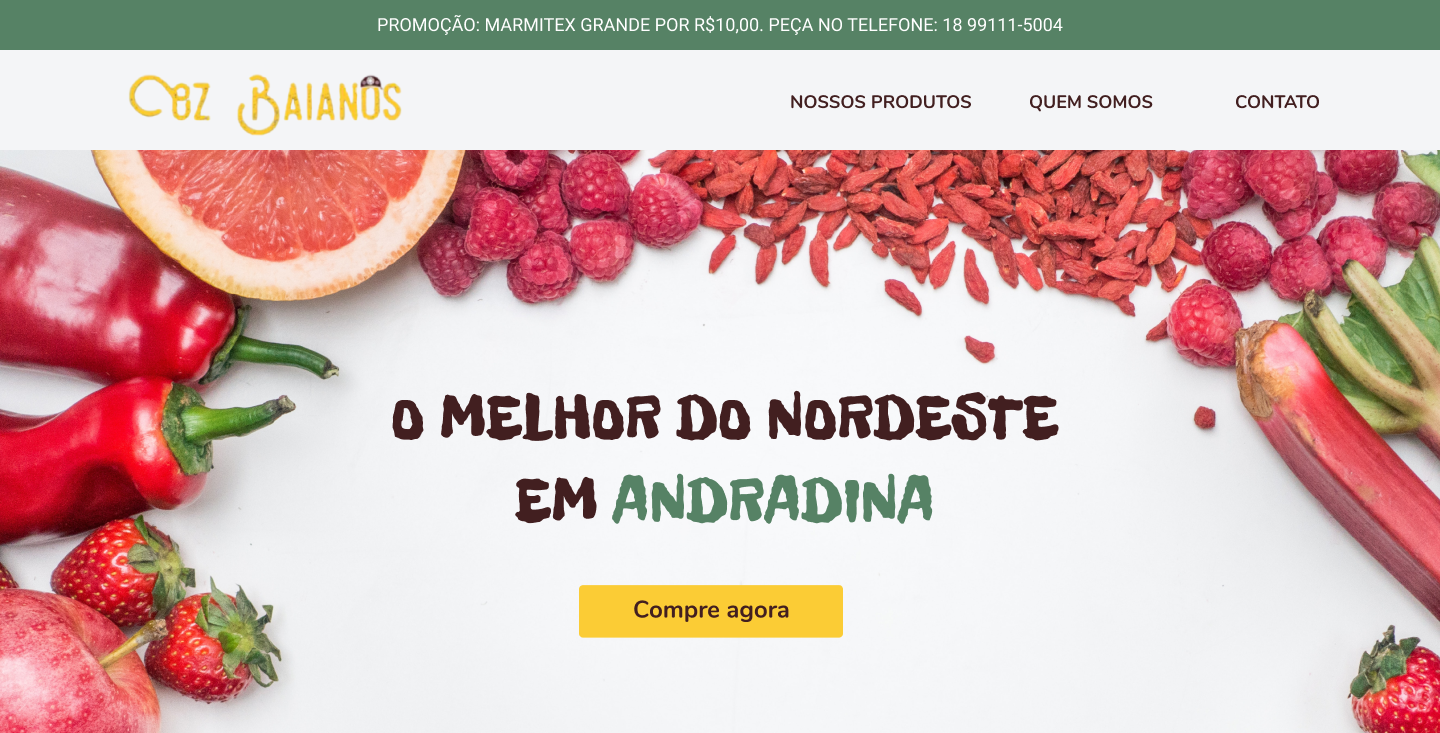 PROMOÇÃO: MARMITEX GRANDE POR R$10,00. PEÇA NO TELEFONE: 18 99111-5004
C8Z BAIANOS
NOSSOS PRODUTOS QUEM SOMOS CONTATO
O MELHOR DO NORDESTE
EM ANDRADINA
Compre agora